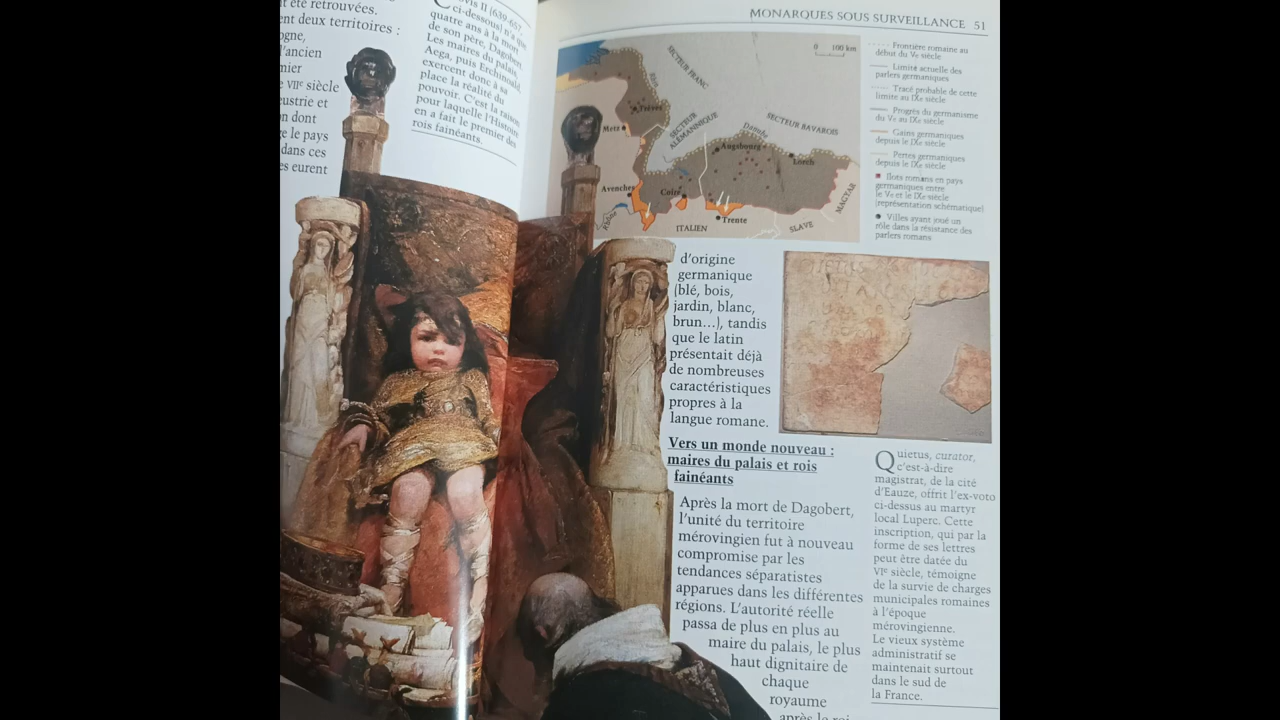 t été retrouvées.
ent deux territoires :
ogne,
l'ancien
mier
e VIIe siècle
eustrie et
n dont
ge le pays
dans ces
es eurent
Clovis II (639-657,
ci-dessous) n'a que
quatre ans à la mort
de son père, Dagobert.
Les maires du palais,
Aega, puis Erchinoald,
exercent donc à sa
place la réalité du
pouvoir. C'est la raison
pour laquelle l'Histoire
en a fait le premier des
rois fainéants.
MONARQUES SOUS SURVEILLANCE 51
0 100 km
SECTEUR FRANC
Trèves
Metz
SECTEUR
ALÉMANNIQUE
Danube
SECTEUR BAVAROIS
Augsbourg
Lorch
Avenches
Coire
Rhône
Trente
ITALIEN
SLAVE
MAGYAR
Frontière romaine au
début du Ve siècle
Limite actuelle des
parlers germaniques
Tracé probable de cette
limite au IXe siècle
Progrès du germanisme
du Ve au IXe siècle
Gains germaniques
depuis le IXe siècle
Pertes germaniques
depuis le IXe siècle
Ilots romans en pays
germaniques entre
le Ve et le IXe siècle
(représentation schématique)
Villes ayant joué un
rôle dans la résistance des
parlers romans
d'origine
germanique
(blé, bois,
jardin, blanc,
brun...), tandis
que le latin
présentait déjà
de nombreuses
caractéristiques
propres à la
langue romane.
Vers un monde nouveau :
maires du palais et rois
fainéants
Après la mort de Dagobert,
l'unité du territoire
mérovingien fut à nouveau
compromise par les
tendances séparatistes
apparues dans les différentes
régions. L'autorité réelle
passa de plus en plus au
maire du palais, le plus
haut dignitaire de
chaque
royaume
après le roi
Quietus, curator,
c'est-à-dire
magistrat, de la cité
d'Eauze, offrit l'ex-voto
ci-dessus au martyr
local Luperc. Cette
inscription, qui par la
forme de ses lettres
peut être datée du
VIe siècle, témoigne
de la survie de charges
municipales romaines
à l'époque
mérovingienne.
Le vieux système
administratif se
maintenait surtout
dans le sud de
la France.